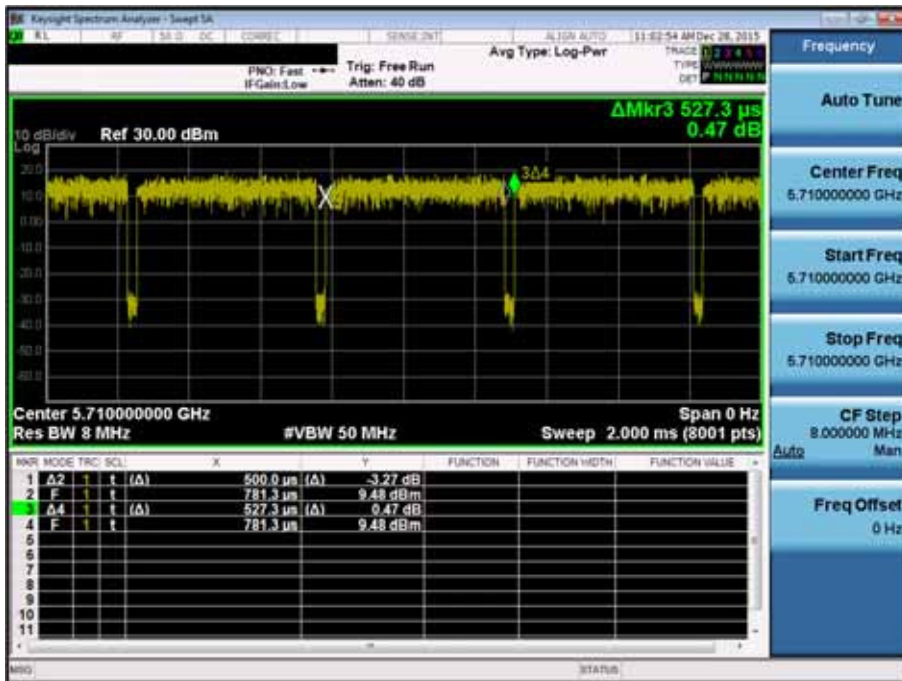 Keysight Spectrum Analyzer - Swept SA
RL RF 50 Ω DC CORREC SENSE:INT ALIGN AUTO 11:02:54 AM Dec 28, 2015
Frequency
PNO: Fast
IFGain:Low
Trig: Free Run
Atten: 40 dB
Avg Type: Log-Pwr
TRACE 1 2 3 4 5 6
TYPE
DET P N N N N N
Auto Tune
ΔMkr3 527.3 µs
0.47 dB
10 dB/div Ref 30.00 dBm
Log
20.0
10.0
0.00
-10.0
-20.0
-30.0
-40.0
-50.0
-60.0
3Δ4
Center Freq
5.710000000 GHz
Start Freq
5.710000000 GHz
Stop Freq
5.710000000 GHz
CF Step
8.000000 MHz
Auto Man
Freq Offset
0 Hz
Center 5.710000000 GHz Span 0 Hz
Res BW 8 MHz #VBW 50 MHz Sweep 2.000 ms (8001 pts)
MKR MODE TRC SCL X Y FUNCTION FUNCTION WIDTH FUNCTION VALUE
1 Δ2 1 t (Δ) 500.0 µs (Δ) -3.27 dB
2 F 1 t 781.3 µs 9.48 dBm
3 Δ4 1 t (Δ) 527.3 µs (Δ) 0.47 dB
4 F 1 t 781.3 µs 9.48 dBm
5
6
7
8
9
10
11
MSG STATUS